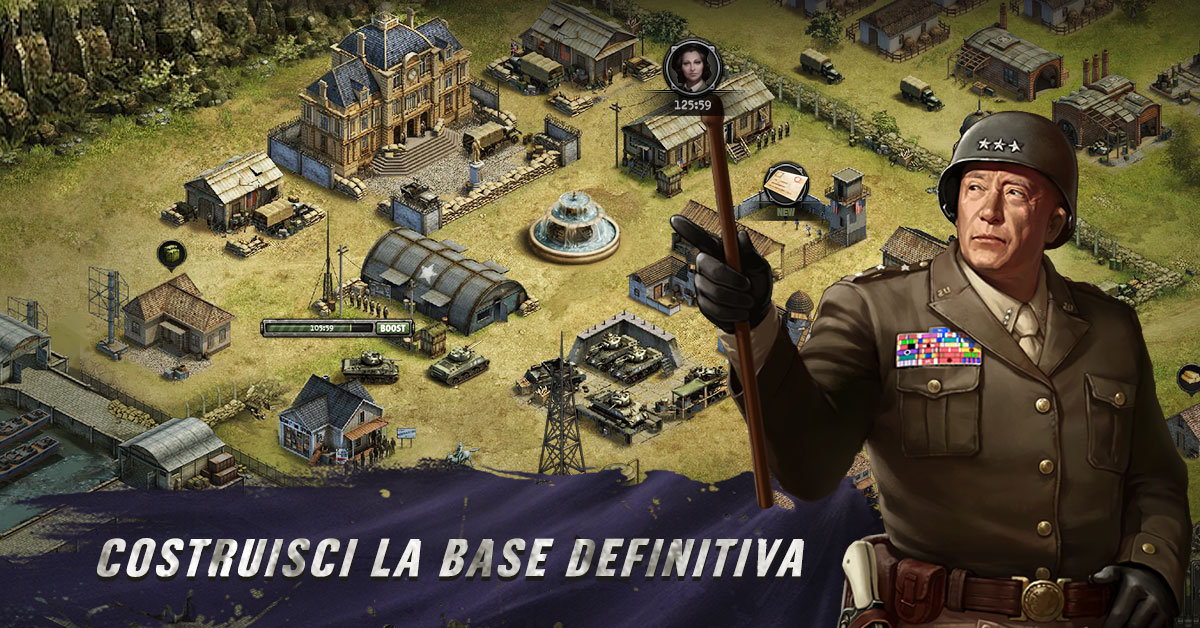 125:59
NEW
105:59
BOOST
COSTRUISCI LA BASE DEFINITIVA